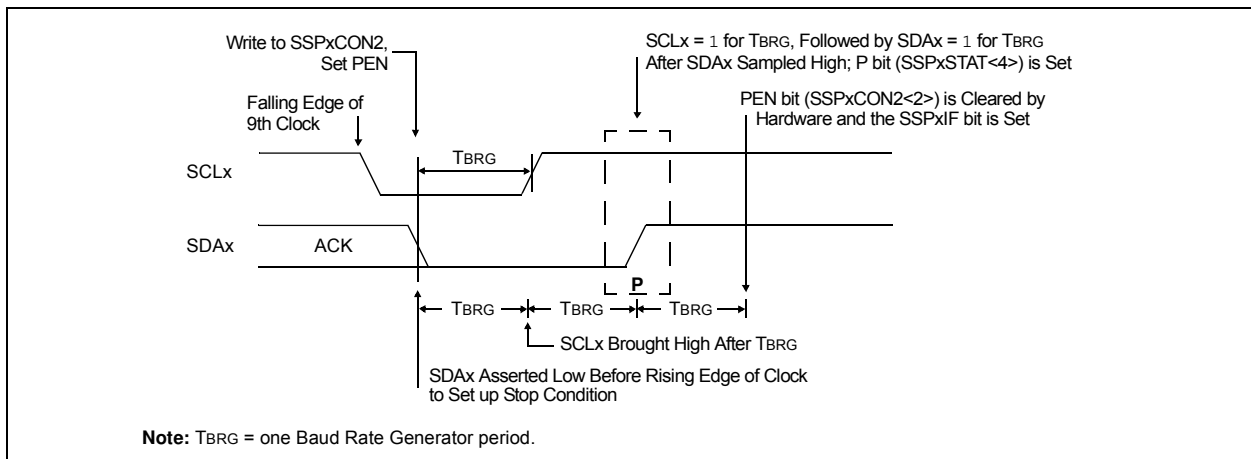 Write to SSPxCON2,
Set PEN
SCLx = 1 for TBRG, Followed by SDAx = 1 for TBRG
After SDAx Sampled High; P bit (SSPxSTAT<4>) is Set
Falling Edge of
9th Clock
PEN bit (SSPxCON2<2>) is Cleared by
Hardware and the SSPxIF bit is Set
TBRG
SCLx
SDAx
ACK
P
TBRG
TBRG
TBRG
SCLx Brought High After TBRG
SDAx Asserted Low Before Rising Edge of Clock
to Set up Stop Condition
Note: TBRG = one Baud Rate Generator period.